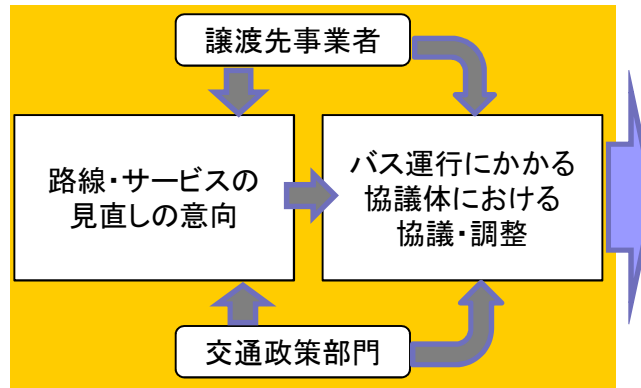 譲渡先事業者
路線・サービスの
見直しの意向
バス運行にかかる
協議体における
協議・調整
交通政策部門